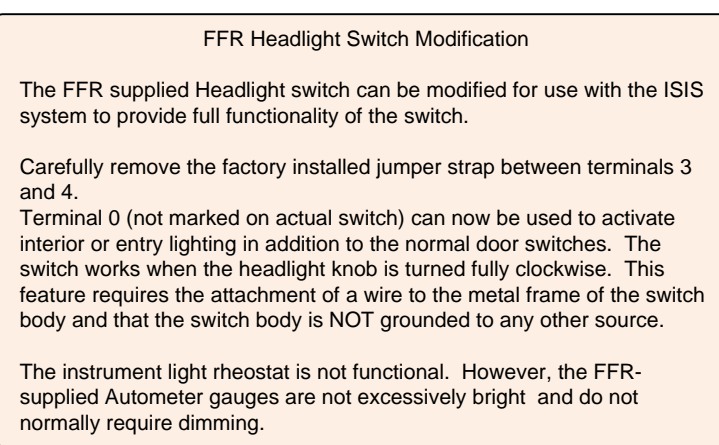 FFR Headlight Switch Modification
The FFR supplied Headlight switch can be modified for use with the ISIS
system to provide full functionality of the switch.
Carefully remove the factory installed jumper strap between terminals 3
and 4.
Terminal 0 (not marked on actual switch) can now be used to activate
interior or entry lighting in addition to the normal door switches.  The
switch works when the headlight knob is turned fully clockwise.  This
feature requires the attachment of a wire to the metal frame of the switch
body and that the switch body is NOT grounded to any other source.
The instrument light rheostat is not functional.  However, the FFR-
supplied Autometer gauges are not excessively bright  and do not
normally require dimming.